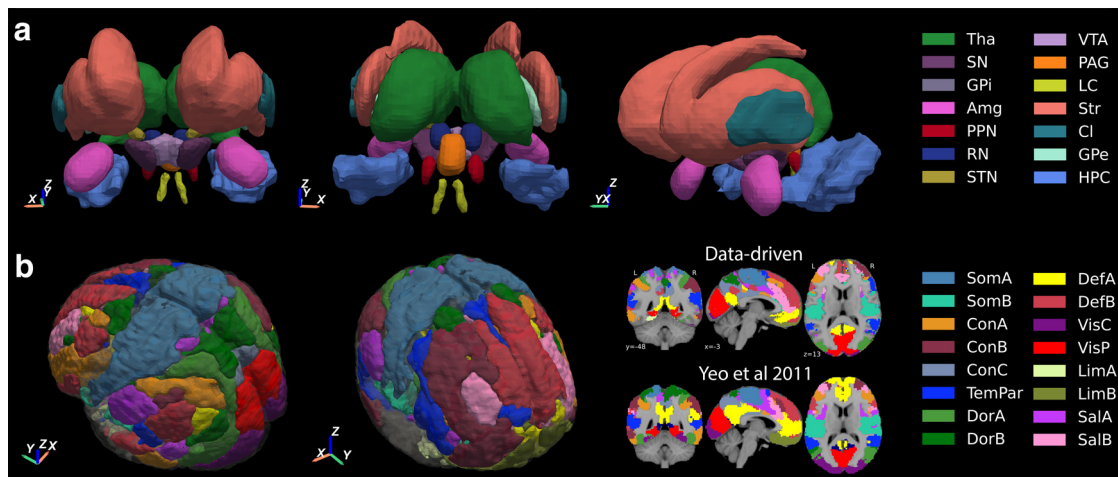 a
Tha
SN
GPi
Amg
PPN
RN
STN
VTA
PAG
LC
Str
Cl
GPe
HPC
X Y Z
Z Y X
Z
YX
b
Data-driven
L R L R
y=-48 x=-3 z=13
Yeo et al 2011
SomA
SomB
ConA
ConB
ConC
TemPar
DorA
DorB
DefA
DefB
VisC
VisP
LimA
LimB
SalA
SalB
Y Z X
Z
X Y